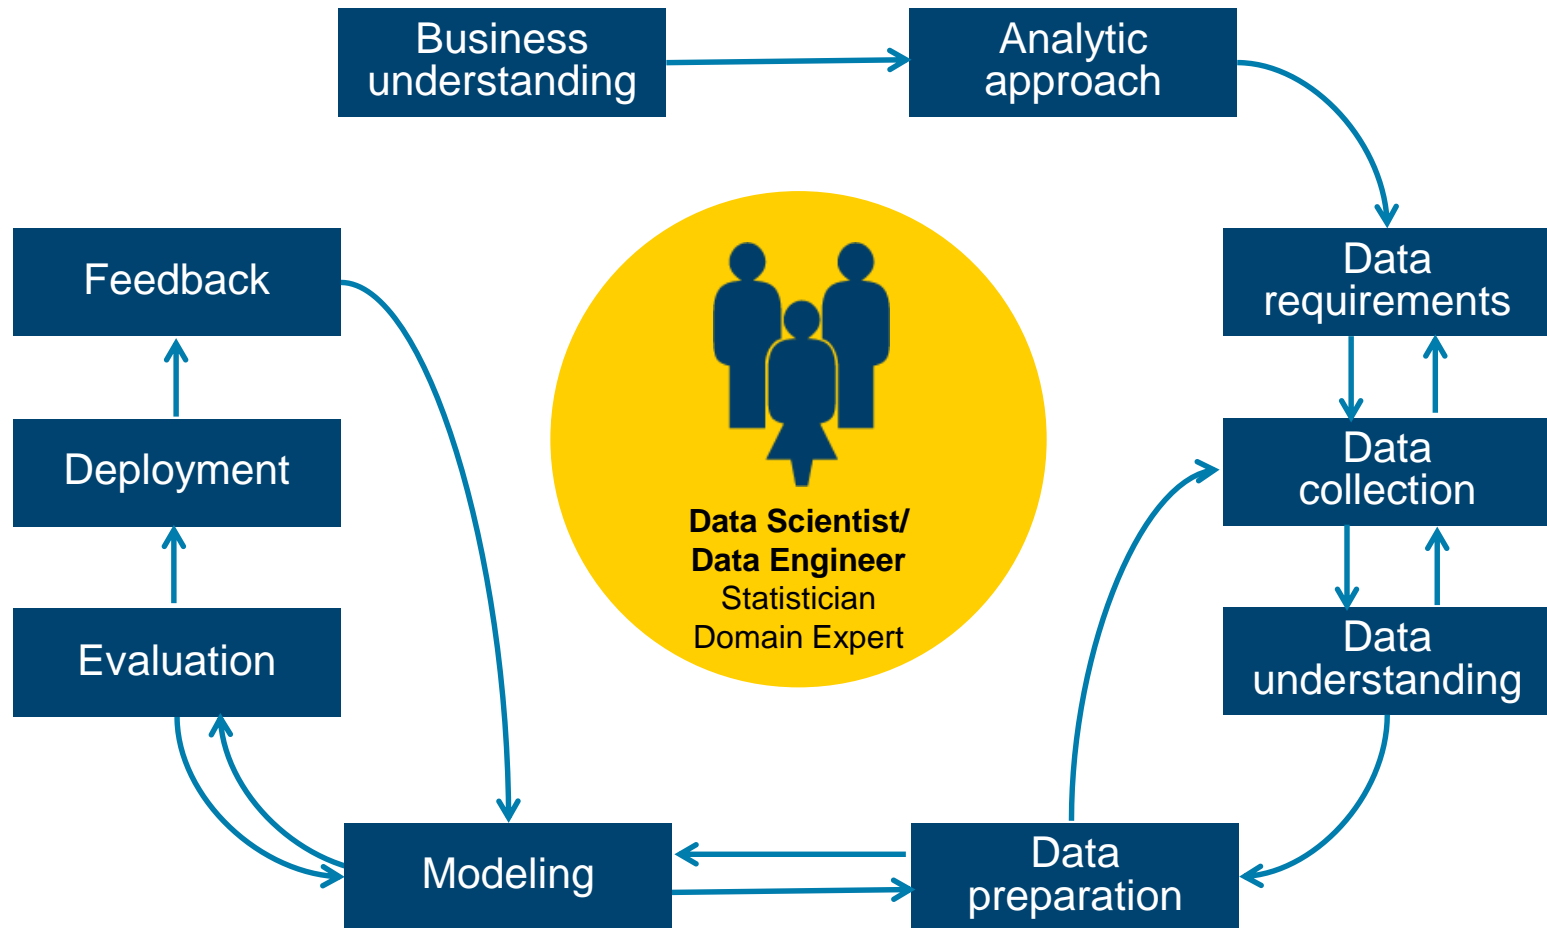 Business
understanding
Analytic
approach
Feedback
Data
requirements
Deployment
Data
collection
Data Scientist/
Data Engineer
Statistician
Domain Expert
Evaluation
Data
understanding
Modeling
Data
preparation